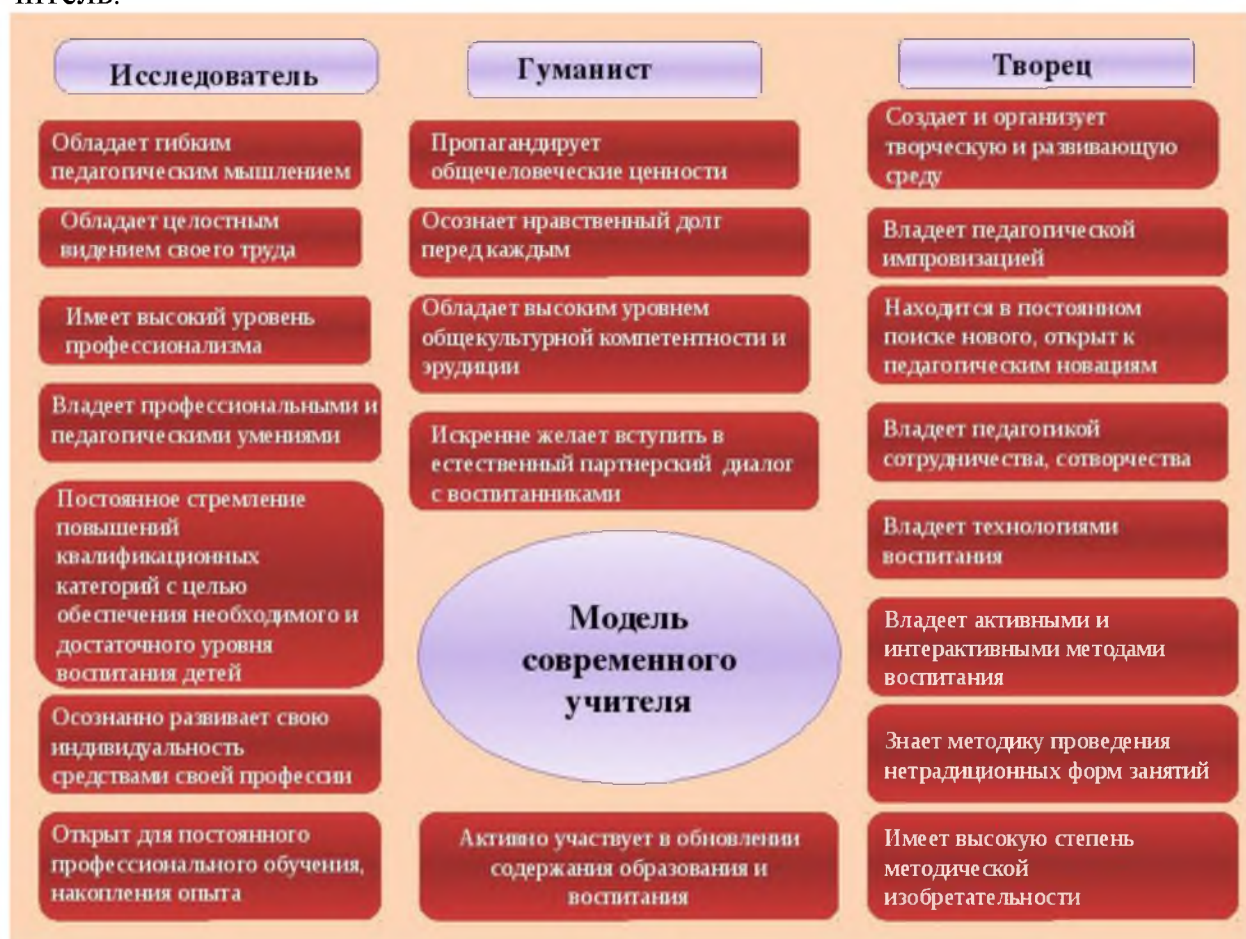 читель.
Исследователь
Обладает гибким
педагогическим мышлением
Обладает целостным
видением своего труда
Имеет высокий уровень
профессионализма
Владеет профессиональными и
педагогическими умениями
Постоянное стремление
повышений
квалификационных
категорий с целью
обеспечения необходимого и
достаточного уровня
воспитания детей
Осознанно развивает свою
индивидуальность
средствами своей профессии
Открыт для постоянного
профессионального обучения,
накопления опыта
Гуманист
Пропагандирует
общечеловеческие ценности
Осознает нравственный долг
перед каждым
Обладает высоким уровнем
общекультурной компетентности и
эрудиции
Искренне желает вступить в
естественный партнерский диалог
с воспитанниками
Модель
современного
учителя
Активно участвует в обновлении
содержания образования и
воспитания
Творец
Создает и организует
творческую и развивающую
среду
Владеет педагогической
импровизацией
Находится в постоянном
поиске нового, открыт к
педагогическим новациям
Владеет педагогикой
сотрудничества, сотворчества
Владеет технологиями
воспитания
Владеет активными и
интерактивными методами
воспитания
Знает методику проведения
нетрадиционных форм занятий
Имеет высокую степень
методической
изобретательности